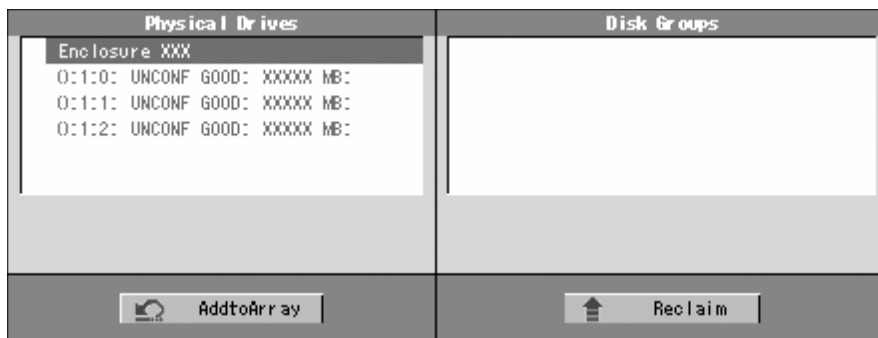 Physical Drives
Enclosure XXX
0:1:0: UNCONF GOOD: XXXXX MB:
0:1:1: UNCONF GOOD: XXXXX MB:
0:1:2: UNCONF GOOD: XXXXX MB:
AddtoArray
Disk Groups
Reclaim